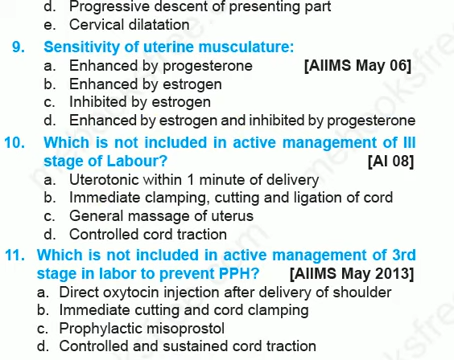 d. Progressive descent of presenting part
e. Cervical dilatation
9. Sensitivity of uterine musculature:
a. Enhanced by progesterone [AIIMS May 06]
b. Enhanced by estrogen
c. Inhibited by estrogen
d. Enhanced by estrogen and inhibited by progesterone
10. Which is not included in active management of III
stage of Labour? [AI 08]
a. Uterotonic within 1 minute of delivery
b. Immediate clamping, cutting and ligation of cord
c. General massage of uterus
d. Controlled cord traction
11. Which is not included in active management of 3rd
stage in labor to prevent PPH? [AIIMS May 2013]
a. Direct oxytocin injection after delivery of shoulder
b. Immediate cutting and cord clamping
c. Prophylactic misoprostol
d. Controlled and sustained cord traction